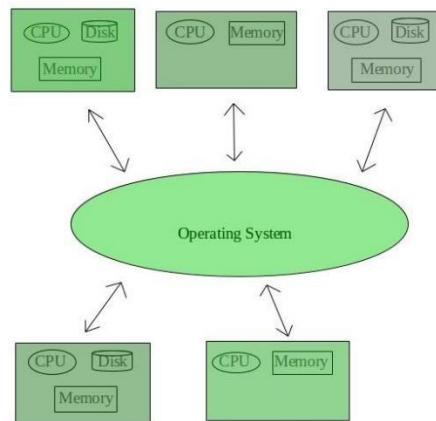 CPU Disk
Memory
CPU Memory
CPU Disk
Memory
Operating System
CPU Disk
Memory
CPU Memory